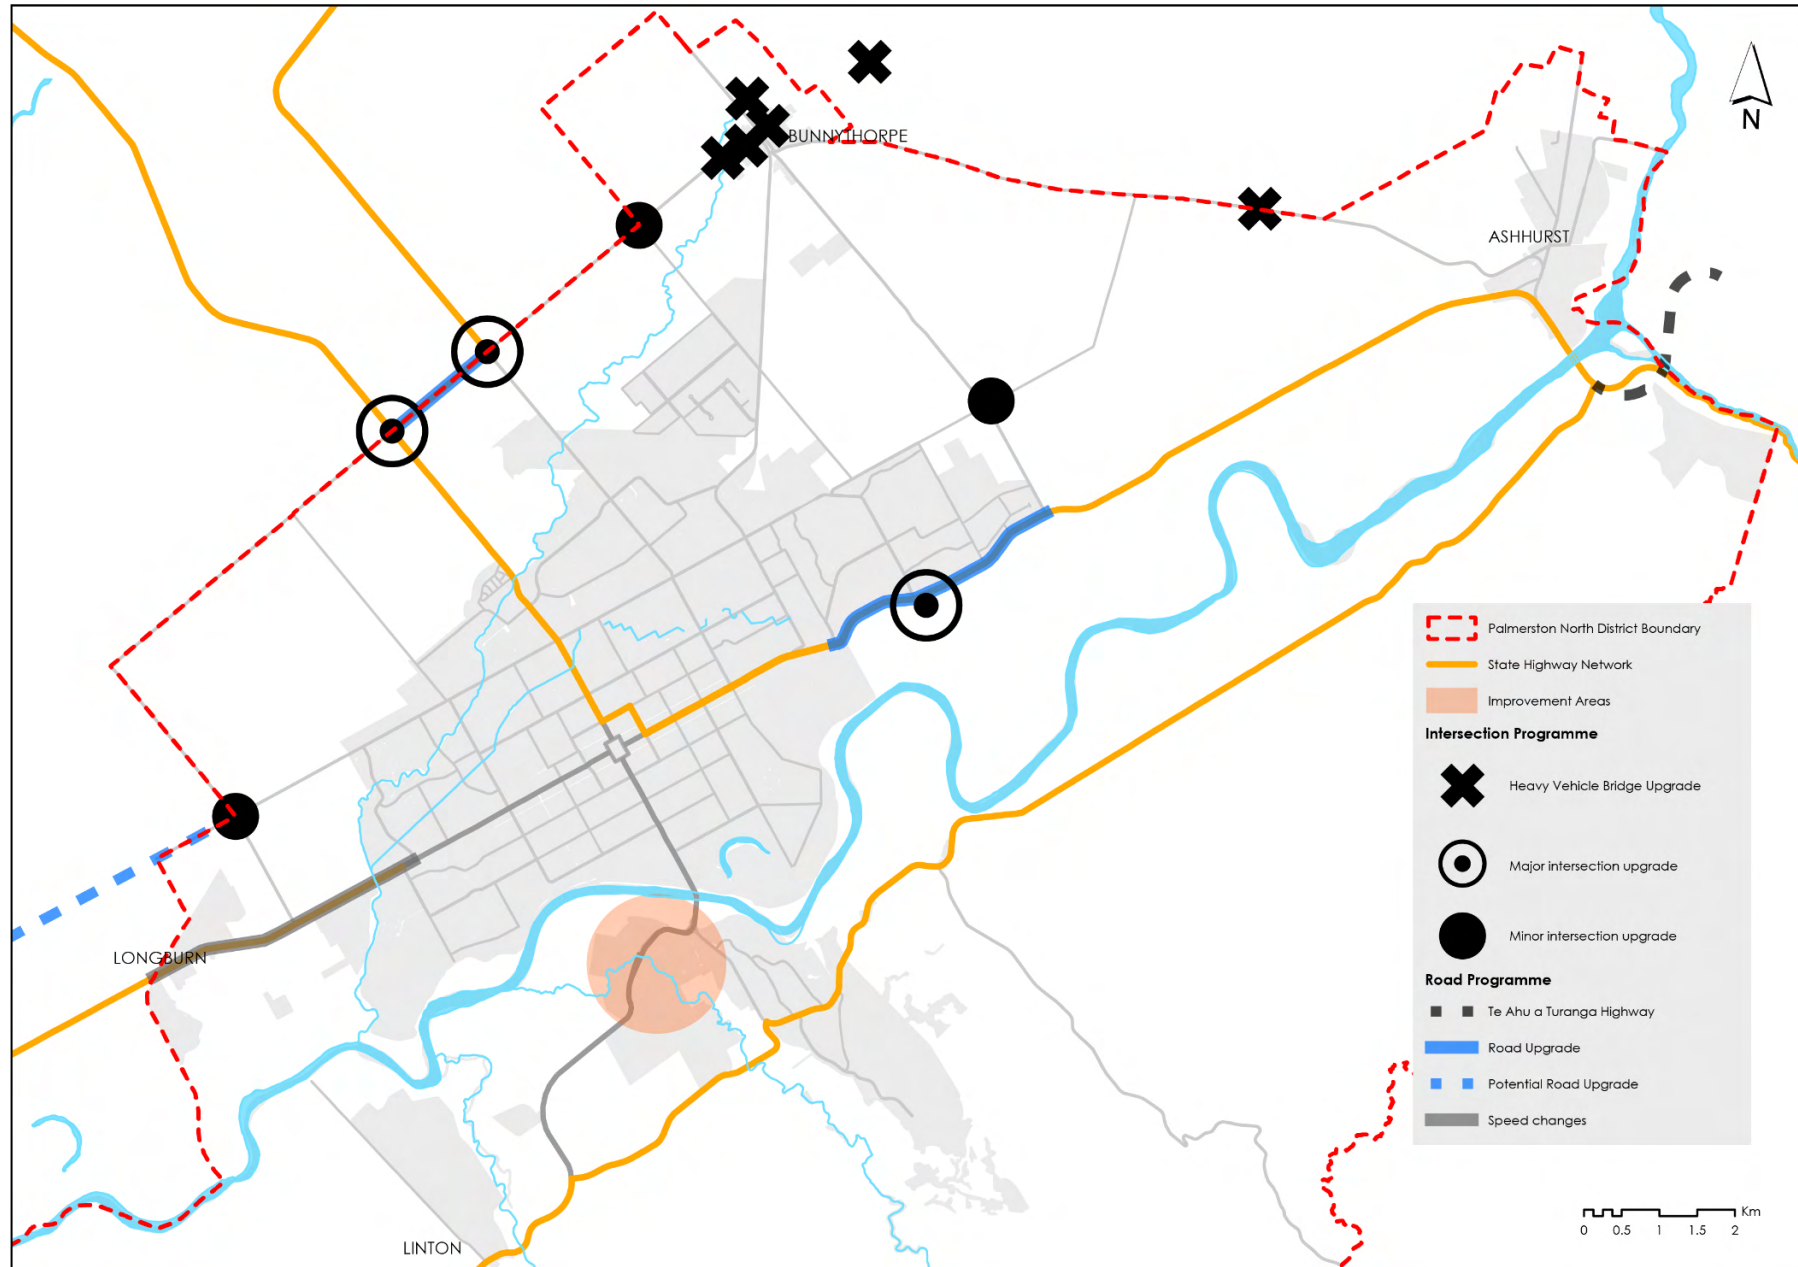 BUNNYTHORPE
N
ASHHURST
LONGBURN
LINTON
Palmerston North District Boundary
State Highway Network
Improvement Areas
Intersection Programme
Heavy Vehicle Bridge Upgrade
Major intersection upgrade
Minor intersection upgrade
Road Programme
Te Ahu a Turanga Highway
Road Upgrade
Potential Road Upgrade
Speed changes
Km
0 0.5 1 1.5 2